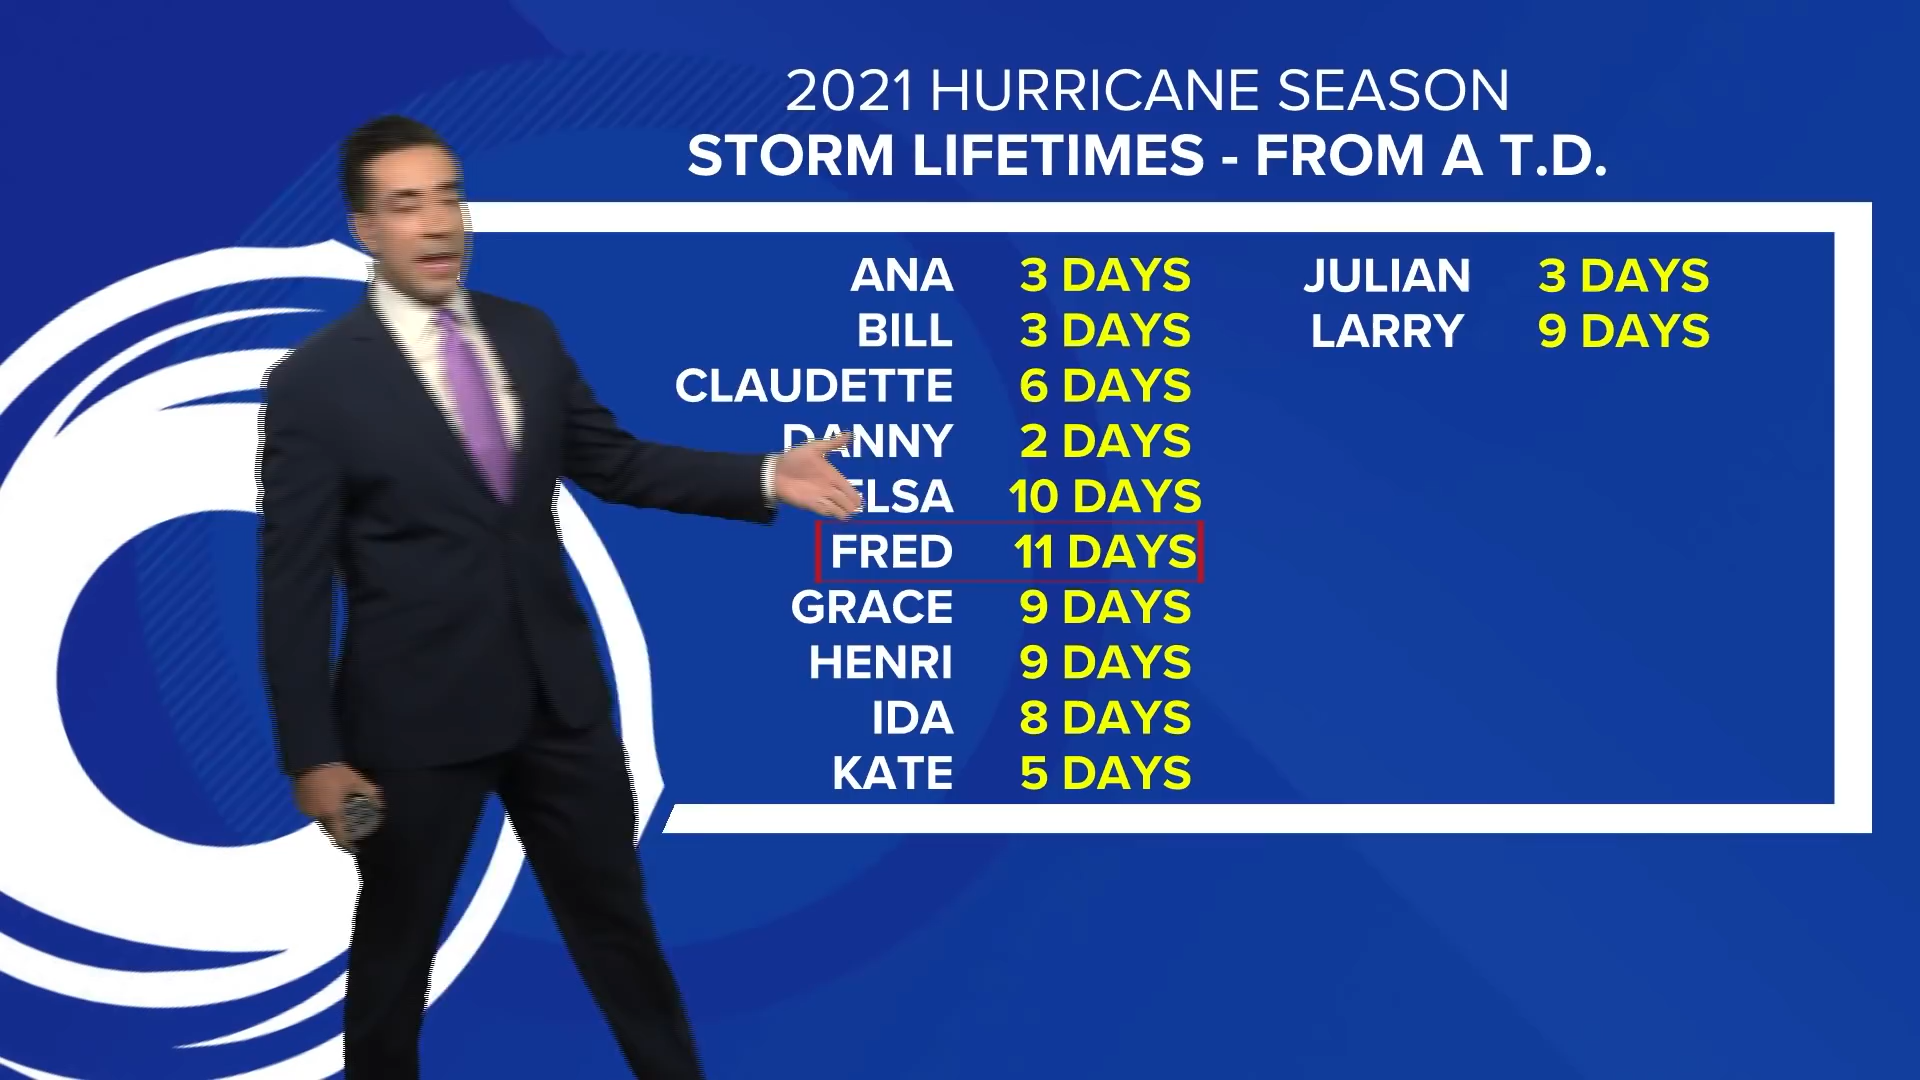 2021 HURRICANE SEASON
STORM LIFETIMES - FROM A T.D.
ANA 3 DAYS
BILL 3 DAYS
CLAUDETTE 6 DAYS
DANNY 2 DAYS
ELSA 10 DAYS
FRED 11 DAYS
GRACE 9 DAYS
HENRI 9 DAYS
IDA 8 DAYS
KATE 5 DAYS
JULIAN 3 DAYS
LARRY 9 DAYS